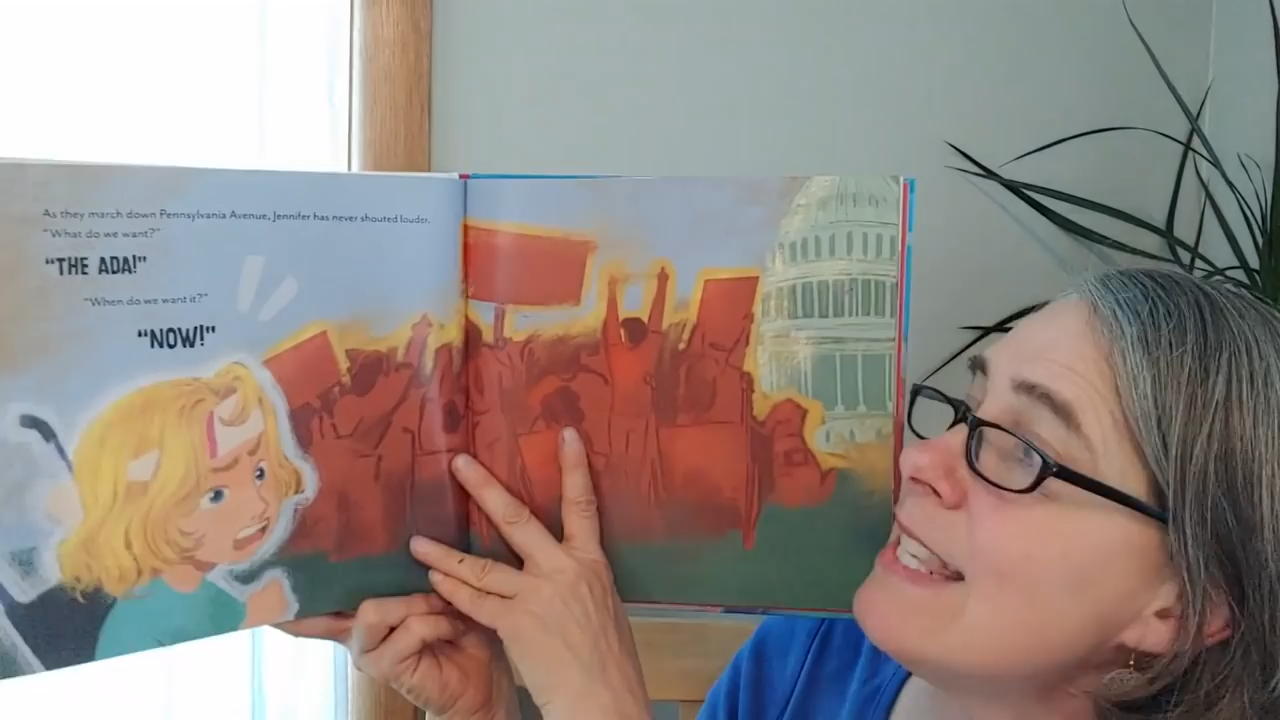 As they march down Pennsylvania Avenue, Jennifer has never shouted louder.
"What do we want?"
"THE ADA!"
"When do we want it?"
"NOW!"